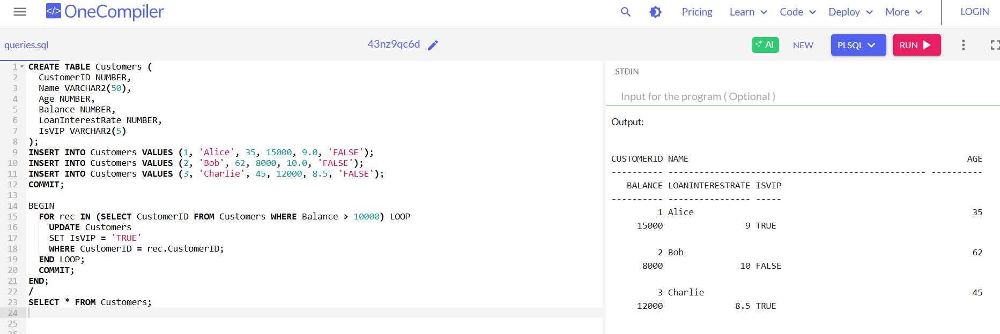 </> OneCompiler
Pricing Learn Code Deploy More LOGIN
queries.sql
43nz9qc6d
AI NEW PLSQL RUN
1 CREATE TABLE Customers (
2   CustomerID NUMBER,
3   Name VARCHAR2(50),
4   Age NUMBER,
5   Balance NUMBER,
6   LoanInterestRate NUMBER,
7   IsVIP VARCHAR2(5)
8 );
9 INSERT INTO Customers VALUES (1, 'Alice', 35, 15000, 9.0, 'FALSE');
10 INSERT INTO Customers VALUES (2, 'Bob', 62, 8000, 10.0, 'FALSE');
11 INSERT INTO Customers VALUES (3, 'Charlie', 45, 12000, 8.5, 'FALSE');
12 COMMIT;
13
14 BEGIN
15   FOR rec IN (SELECT CustomerID FROM Customers WHERE Balance > 10000) LOOP
16     UPDATE Customers
17     SET IsVIP = 'TRUE'
18     WHERE CustomerID = rec.CustomerID;
19   END LOOP;
20   COMMIT;
21 END;
22 /
23 SELECT * FROM Customers;
24
25
26
STDIN
Input for the program ( Optional )
Output:
CUSTOMERID NAME                                                      AGE
---------- -------------------------------------------------- ----------
   BALANCE LOANINTERESTRATE ISVIP
---------- ---------------- -----
         1 Alice                                                      35
     15000                9 TRUE
         2 Bob                                                        62
      8000               10 FALSE
         3 Charlie                                                    45
     12000              8.5 TRUE